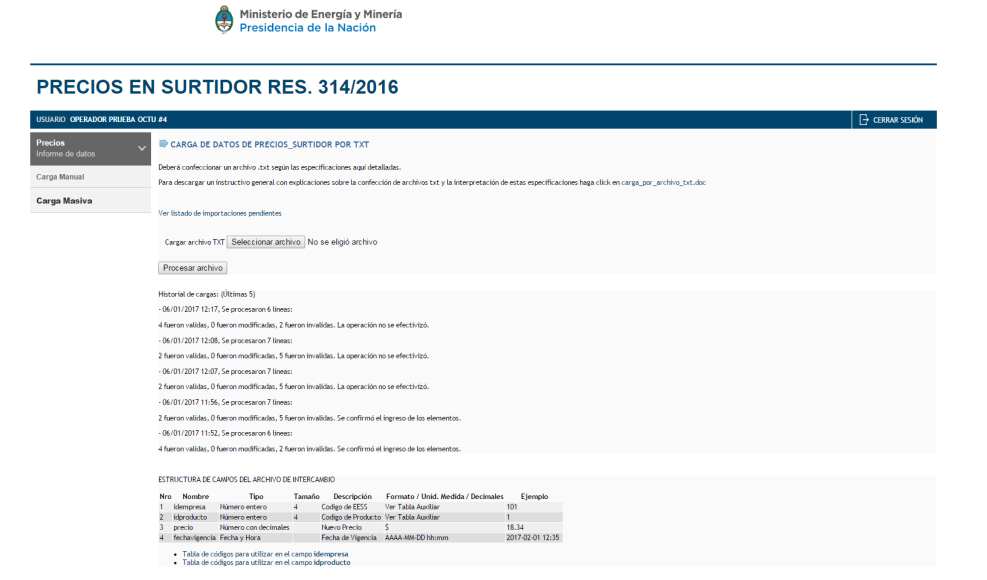 Ministerio de Energía y Minería
Presidencia de la Nación
PRECIOS EN SURTIDOR RES. 314/2016
USUARIO OPERADOR PRUEBA OCTU #4
CERRAR SESIÓN
Precios
Informe de datos
Carga Manual
Carga Masiva
CARGA DE DATOS DE PRECIOS_SURTIDOR POR TXT
Deberá confeccionar un archivo .txt según las especificaciones aquí detalladas.
Para descargar un instructivo general con explicaciones sobre la confección de archivos txt y la interpretación de estas especificaciones haga click en carga_por_archivo_txt.doc
Ver listado de importaciones pendientes
Cargar archivo TXT Seleccionar archivo No se eligió archivo
Procesar archivo
Historial de cargas: (Últimas 5)
- 06/01/2017 12:17, Se procesaron 6 lineas:
4 fueron validas, 0 fueron modificadas, 2 fueron invalidas. La operación no se efectivizó.
- 06/01/2017 12:08, Se procesaron 7 lineas:
2 fueron validas, 0 fueron modificadas, 5 fueron invalidas. La operación no se efectivizó.
- 06/01/2017 12:07, Se procesaron 7 lineas:
2 fueron validas, 0 fueron modificadas, 5 fueron invalidas. La operación no se efectivizó.
- 06/01/2017 11:56, Se procesaron 7 lineas:
2 fueron validas, 0 fueron modificadas, 5 fueron invalidas. Se confirmó el ingreso de los elementos.
- 06/01/2017 11:52, Se procesaron 6 lineas:
4 fueron validas, 0 fueron modificadas, 2 fueron invalidas. Se confirmó el ingreso de los elementos.
ESTRUCTURA DE CAMPOS DEL ARCHIVO DE INTERCAMBIO
Nro Nombre Tipo Tamaño Descripción Formato / Unid. Medida / Decimales Ejemplo
1 idempresa Número entero 4 Codigo de EESS Ver Tabla Auxiliar 101
2 idproducto Número entero 4 Codigo de Producto Ver Tabla Auxiliar 1
3 precio Número con decimales Nuevo Precio $ 18.34
4 fechavigencia Fecha y Hora Fecha de Vigencia AAAA-MM-DD hh:mm 2017-02-01 12:35
• Tabla de códigos para utilizar en el campo idempresa
• Tabla de códigos para utilizar en el campo idproducto